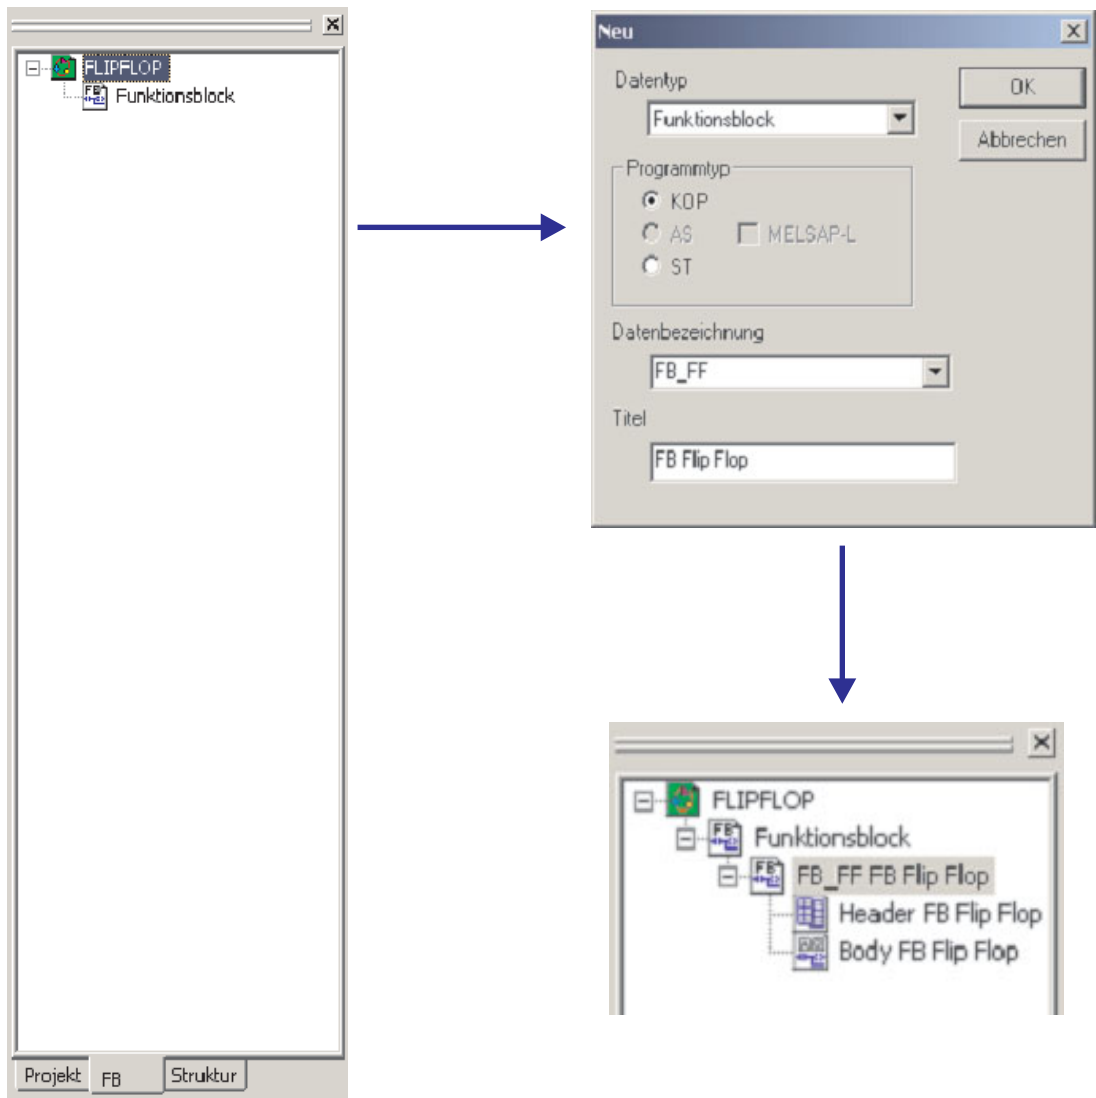 FLIPFLOP
Funktionsblock
Projekt
FB
Struktur
Neu
Datentyp
Funktionsblock
OK
Abbrechen
Programmtyp
KOP
AS
MELSAP-L
ST
Datenbezeichnung
FB_FF
Titel
FB Flip Flop
FLIPFLOP
Funktionsblock
FB_FF FB Flip Flop
Header FB Flip Flop
Body FB Flip Flop